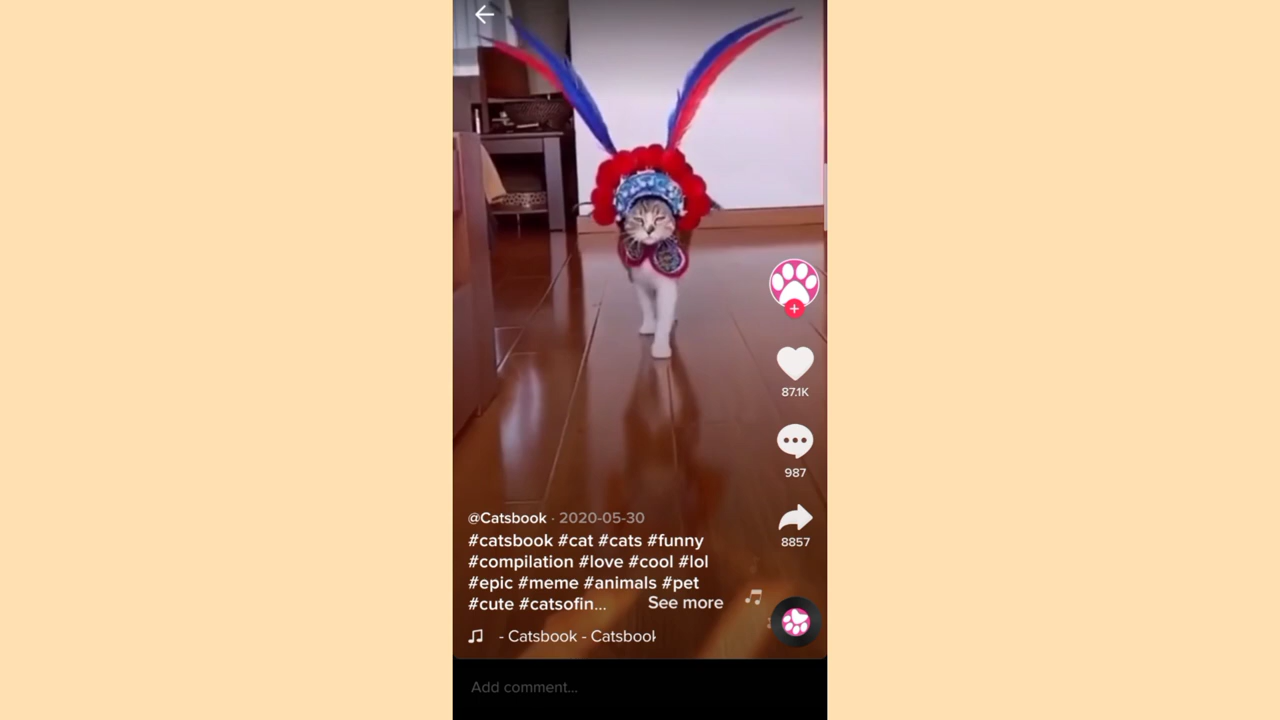 87.1K
987
8857
@Catsbook · 2020-05-30
#catsbook #cat #cats #funny
#compilation #love #cool #lol
#epic #meme #animals #pet
#cute #catsofin... See more
- Catsbook - Catsbook
Add comment...